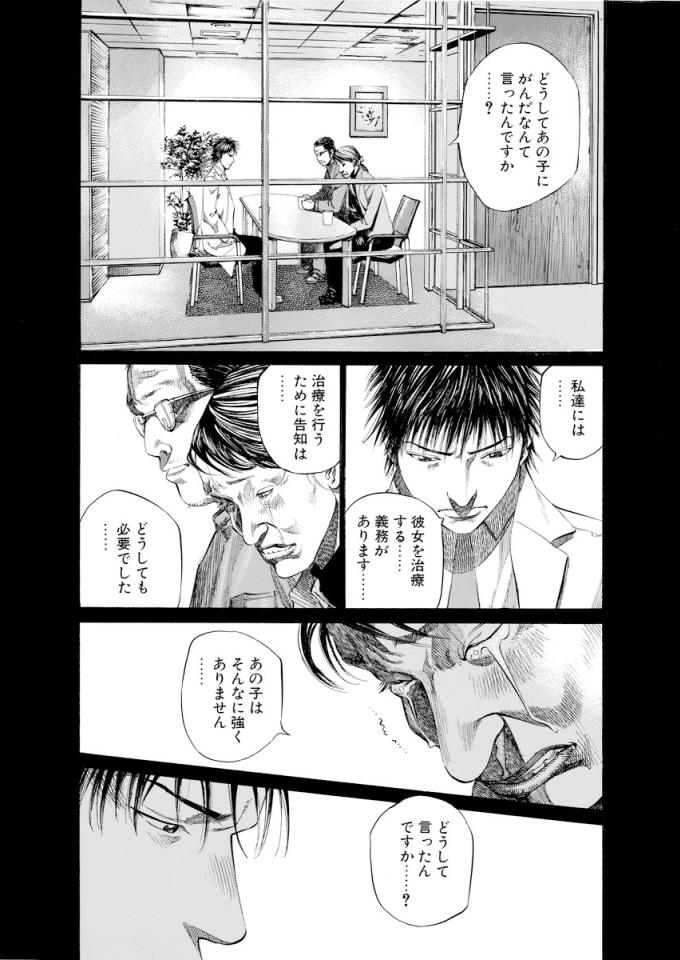 どうしてあの子に
がんだなんて
言ったんですか
……？
私達には
……
彼女を治療
する……
義務が
あります……
治療を行う
ために告知は
……
どうしても
必要でした
……
あの子は
そんなに強く
ありません
……
どうして
言ったん
ですか……？